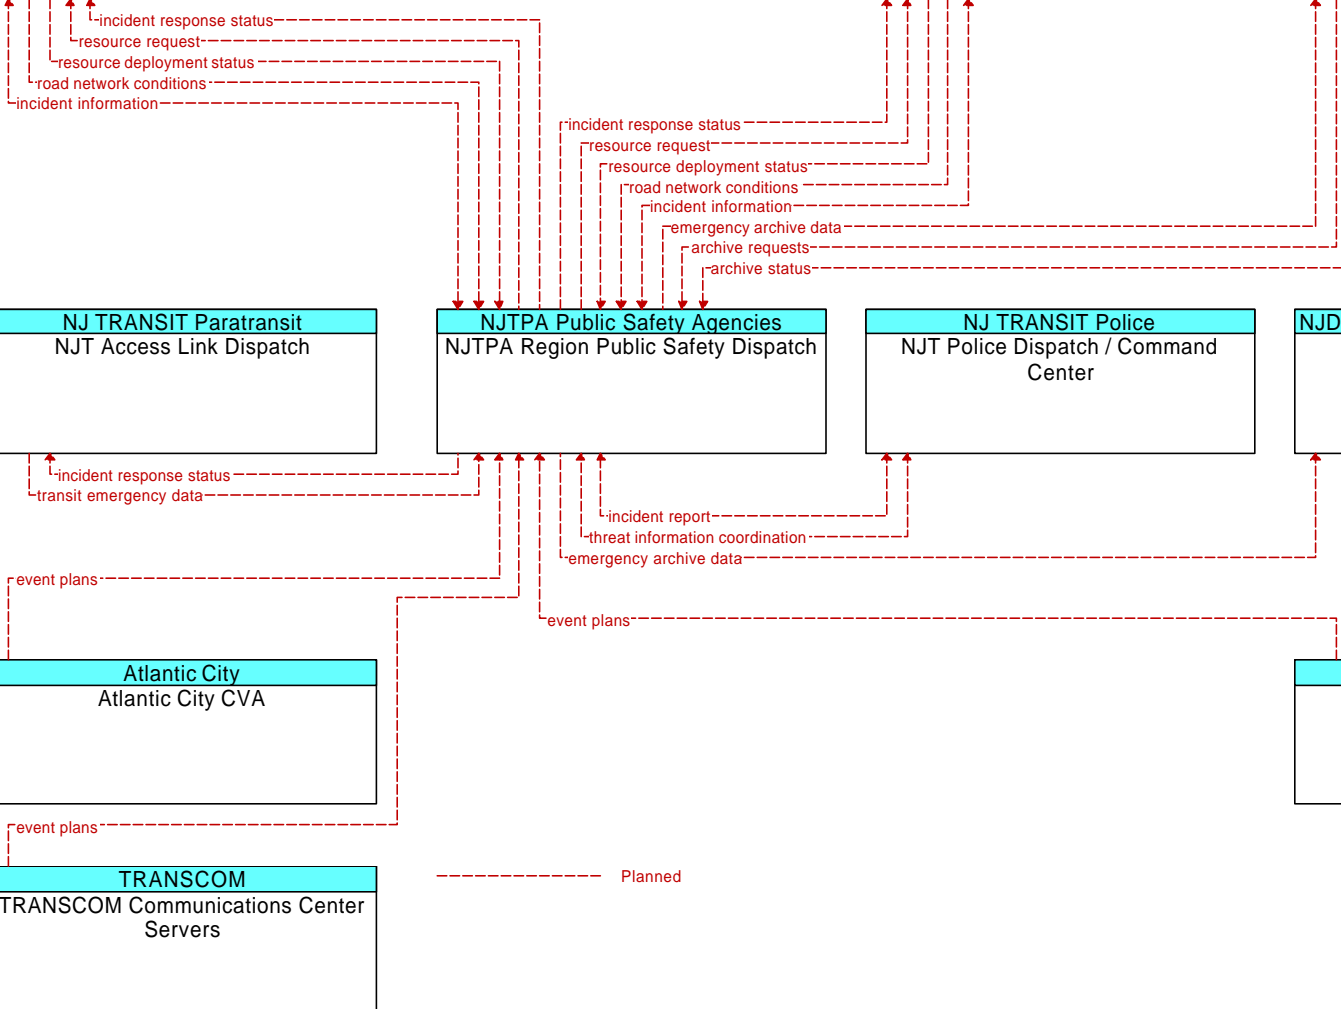 incident response status
resource request
resource deployment status
road network conditions
incident information
incident response status
resource request
resource deployment status
road network conditions
incident information
emergency archive data
archive requests
archive status
NJ TRANSIT Paratransit
NJT Access Link Dispatch
NJTPA Public Safety Agencies
NJTPA Region Public Safety Dispatch
NJ TRANSIT Police
NJT Police Dispatch / Command
Center
NJD
incident response status
transit emergency data
incident report
threat information coordination
emergency archive data
event plans
event plans
Atlantic City
Atlantic City CVA
event plans
TRANSCOM
TRANSCOM Communications Center
Servers
Planned